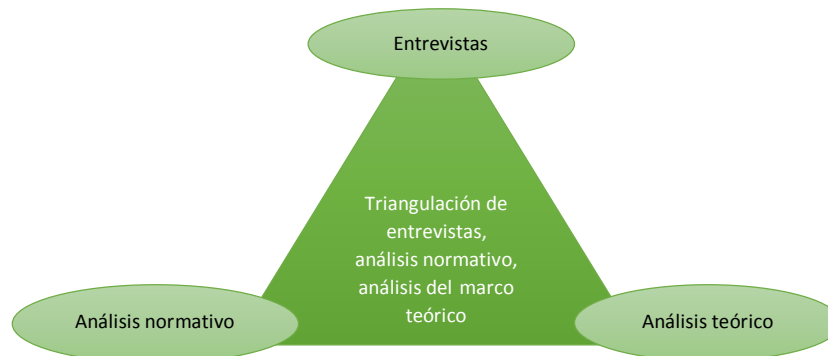 Entrevistas
Triangulación de
entrevistas,
análisis normativo,
análisis del marco
teórico
Análisis normativo
Análisis teórico